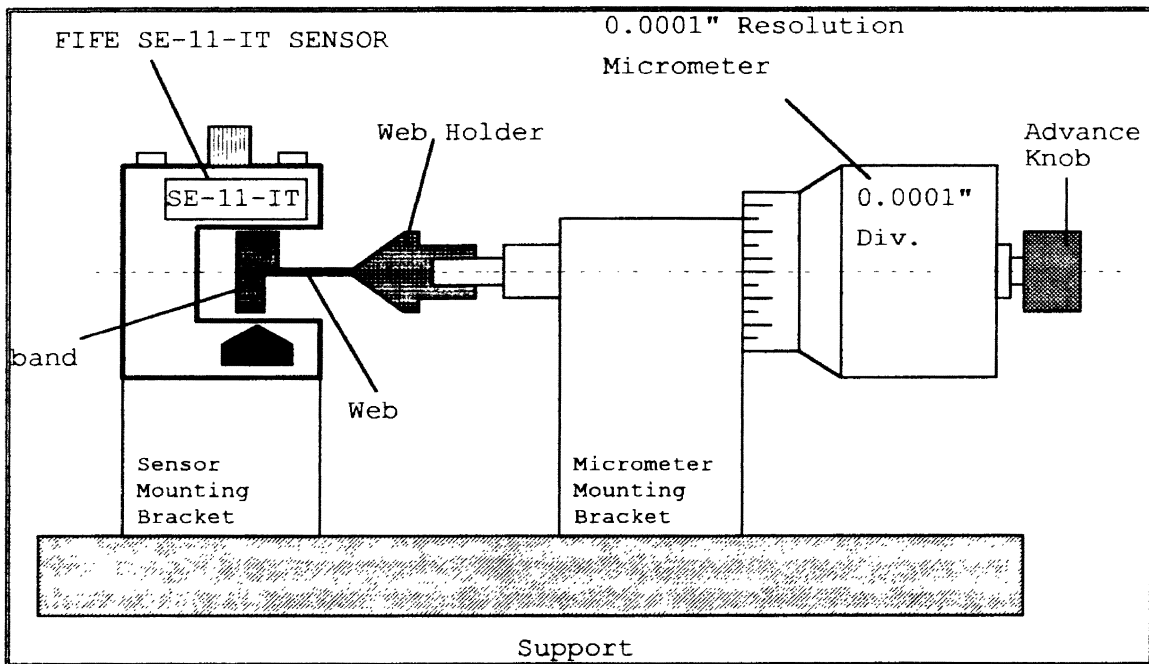 FIFE SE-11-IT SENSOR
0.0001" Resolution
Micrometer
Web Holder
Advance
Knob
SE-11-IT
0.0001"
Div.
band
Web
Sensor
Mounting
Bracket
Micrometer
Mounting
Bracket
Support